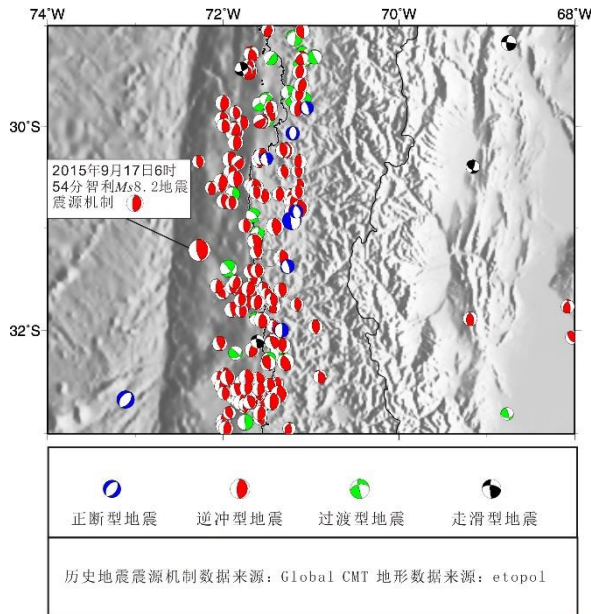 74°W 72°W 70°W 68°W
30°S
2015年9月17日6时
54分智利Ms8.2地震
震源机制
32°S
正断型地震 逆冲型地震 过渡型地震 走滑型地震
历史地震震源机制数据来源: Global CMT 地形数据来源: etopo1